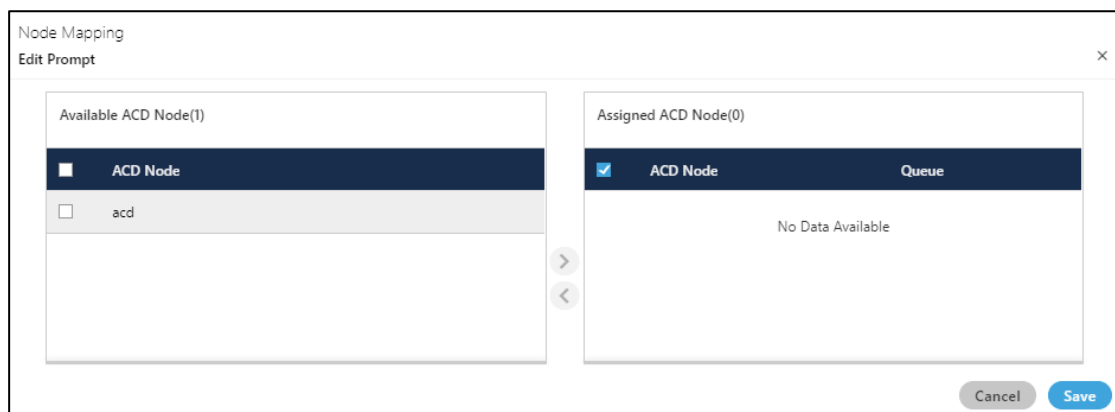 Node Mapping
Edit Prompt
Available ACD Node(1)
ACD Node
acd
Assigned ACD Node(0)
ACD Node Queue
No Data Available
Cancel Save